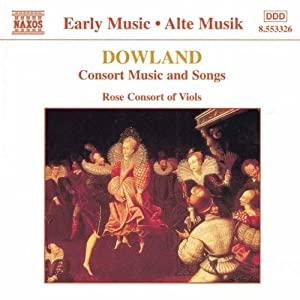 NAXOS
Early Music • Alte Musik
DDD
8.553326
DOWLAND
Consort Music and Songs
Rose Consort of Viols